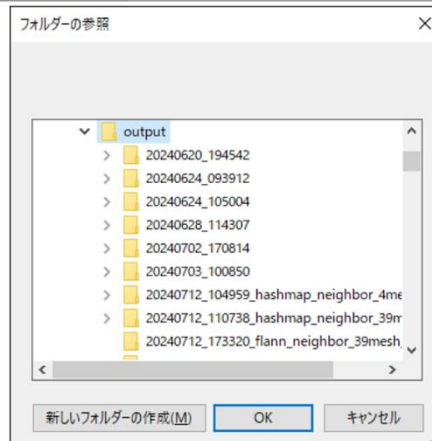 フォルダーの参照
output
20240620_194542
20240624_093912
20240624_105004
20240628_114307
20240702_170814
20240703_100850
20240712_104959_hashmap_neighbor_4me
20240712_110738_hashmap_neighbor_39m
20240712_173320_flann_neighbor_39mesh_
新しいフォルダーの作成(M)
OK
キャンセル